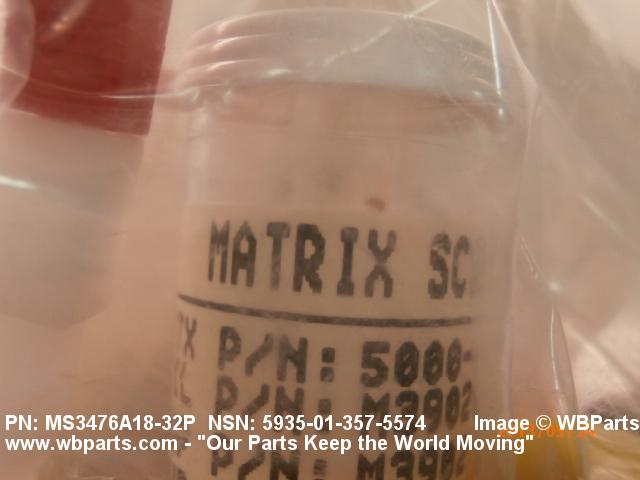 MATRIX SC
P/N: 5000-
P/N: M3902
PN: MS3476A18-32P NSN: 5935-01-357-5574 Image © WBParts
www.wbparts.com - "Our Parts Keep the World Moving"
P/N: